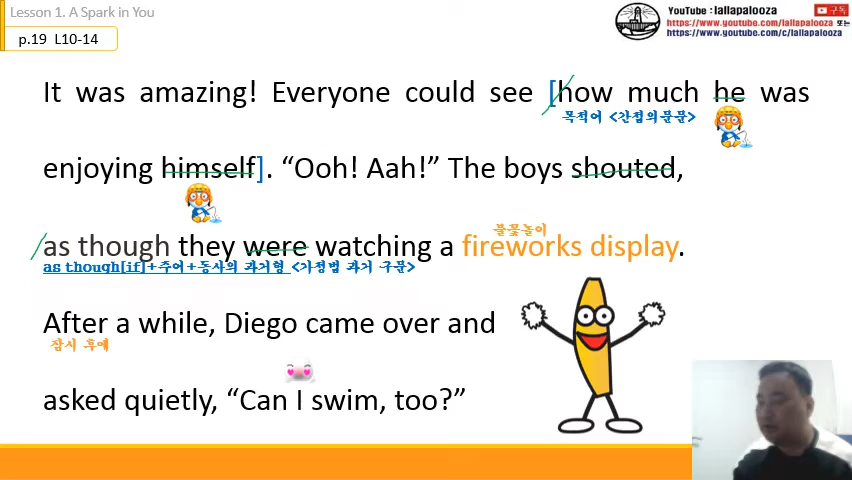 Lesson 1. A Spark in You
p.19 L10-14
YouTube : lallapalooza
구독
https://www.youtube.com/lallapalooza 또는
https://www.youtube.com/c/lallapalooza
It was amazing! Everyone could see [how much he was
목적어 <간접의문문>
enjoying himself]. “Ooh! Aah!” The boys shouted,
불꽃놀이
as though they were watching a fireworks display.
as though[if]+주어+동사의 과거형 <가정법 과거 구문>
After a while, Diego came over and
잠시 후에
asked quietly, “Can I swim, too?”